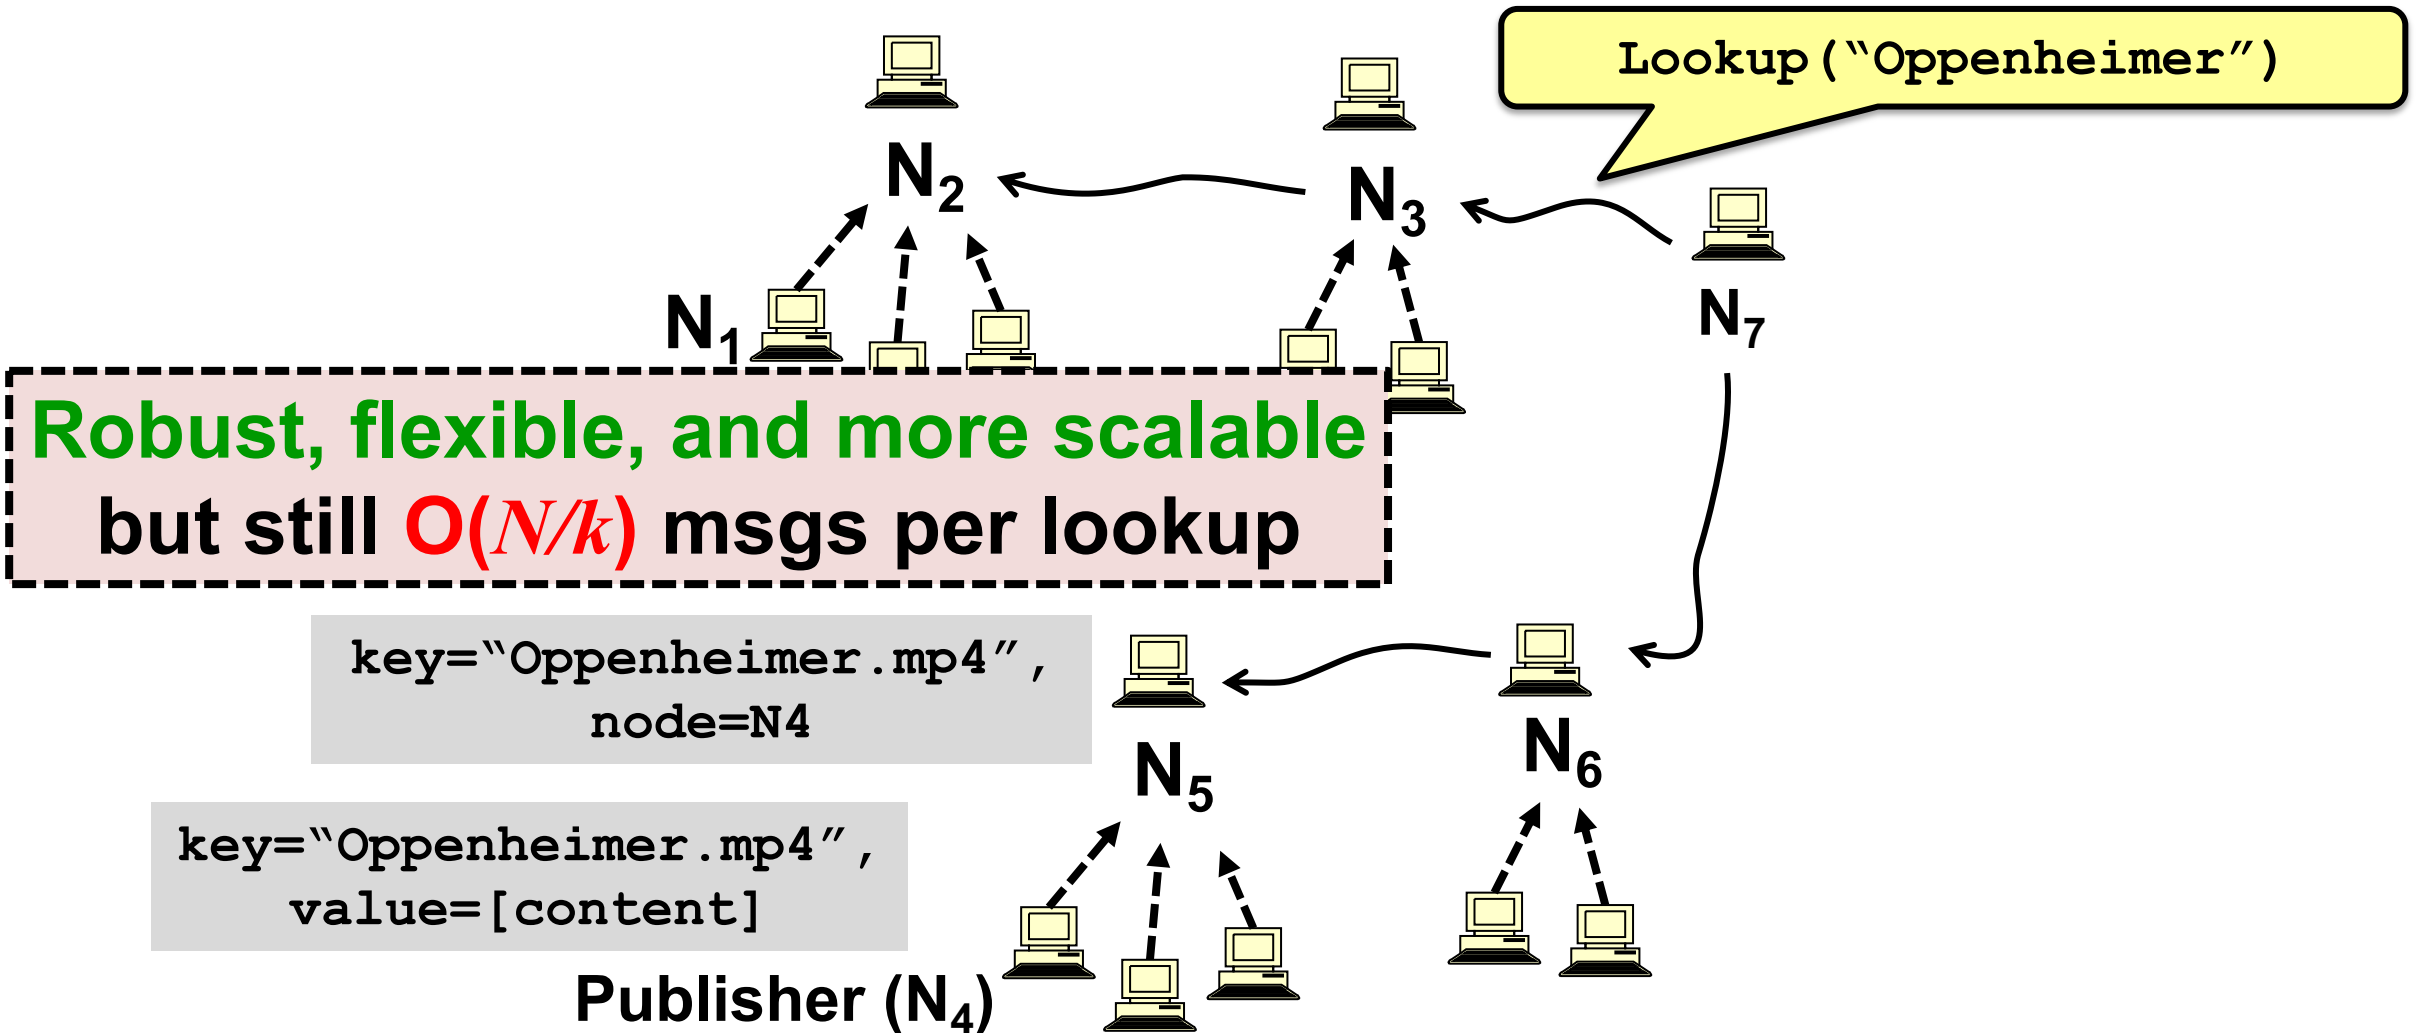 Lookup(“Oppenheimer”)
N2
N3
N1
N7
Robust, flexible, and more scalable
but still O(N/k) msgs per lookup
key=“Oppenheimer.mp4”,
node=N4
N5
N6
key=“Oppenheimer.mp4”,
value=[content]
Publisher (N4)